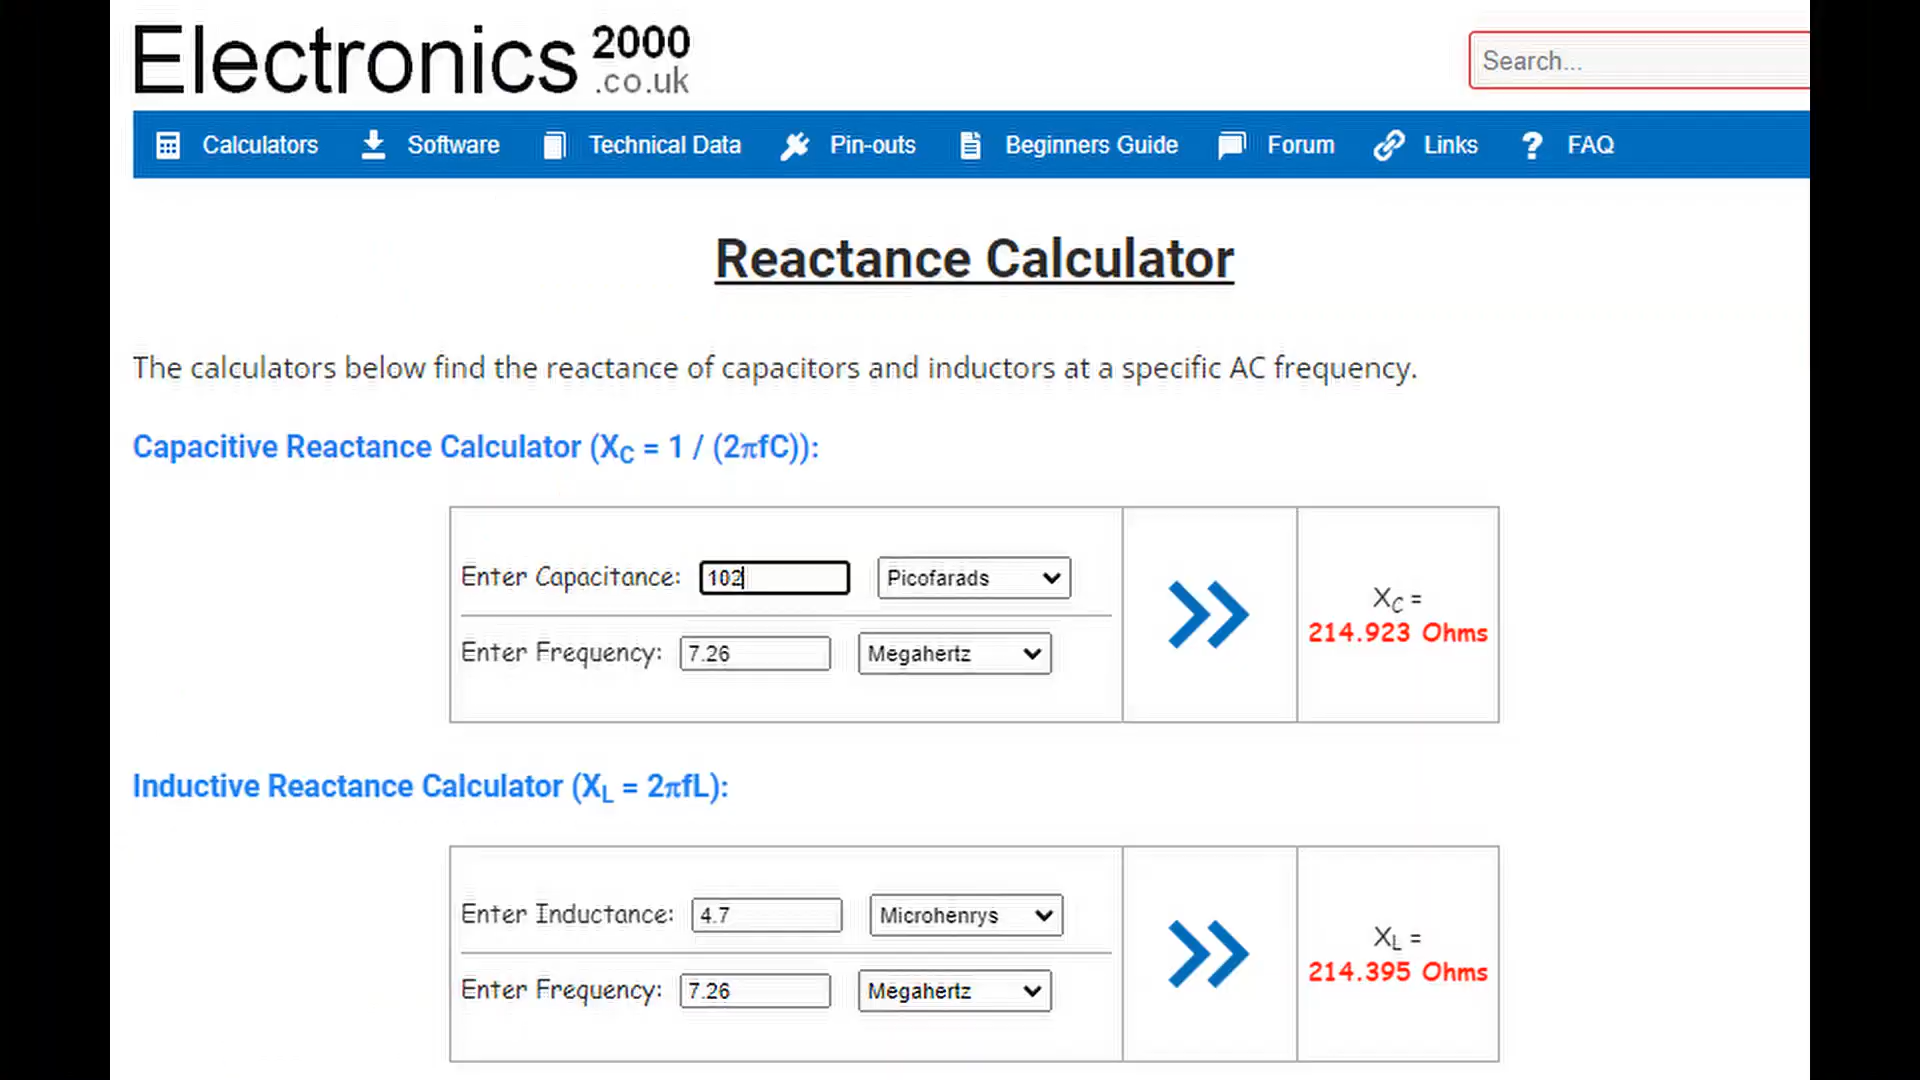 Electronics 2000
.co.uk
Search...
Calculators Software Technical Data Pin-outs Beginners Guide Forum Links ? FAQ
Reactance Calculator
The calculators below find the reactance of capacitors and inductors at a specific AC frequency.
Capacitive Reactance Calculator (XC = 1 / (2πfC)):
Enter Capacitance: 102 Picofarads
Enter Frequency: 7.26 Megahertz
XC =
214.923 Ohms
Inductive Reactance Calculator (XL = 2πfL):
Enter Inductance: 4.7 Microhenrys
Enter Frequency: 7.26 Megahertz
XL =
214.395 Ohms